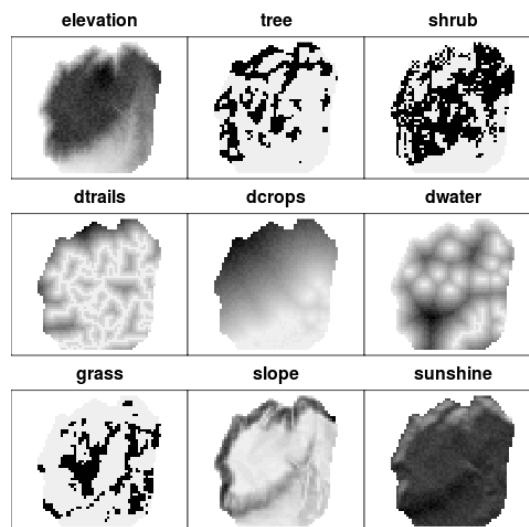 elevation tree shrub
dtrails dcrops dwater
grass slope sunshine